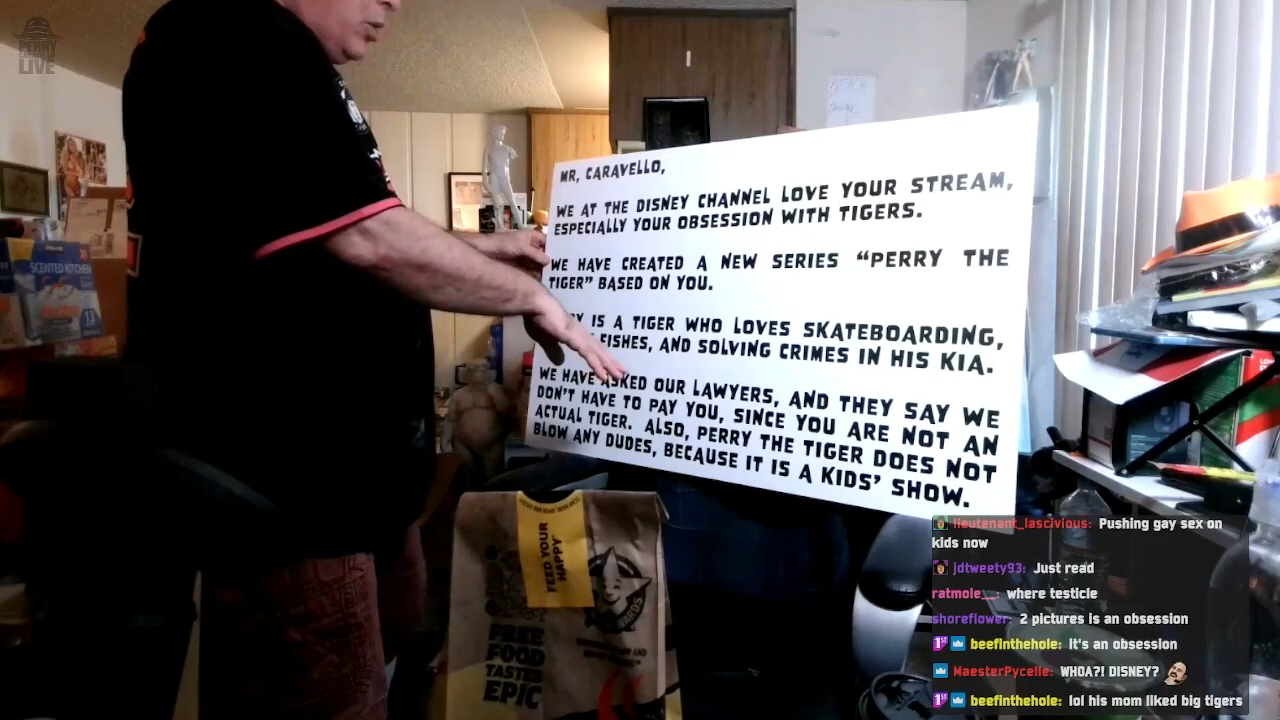 PERRY
LIVE
MR, CARAVELLO,
WE AT THE DISNEY CHANNEL LOVE YOUR STREAM,
ESPECIALLY YOUR OBSESSION WITH TIGERS.
WE HAVE CREATED A NEW SERIES “PERRY THE
TIGER” BASED ON YOU.
IS A TIGER WHO LOVES SKATEBOARDING,
FISHES, AND SOLVING CRIMES IN HIS KIA.
WE HAVE ASKED OUR LAWYERS, AND THEY SAY WE
DON'T HAVE TO PAY YOU, SINCE YOU ARE NOT AN
ACTUAL TIGER. ALSO, PERRY THE TIGER DOES NOT
BLOW ANY DUDES, BECAUSE IT IS A KIDS' SHOW.
SCENTED KITCHEN
13
FEED YOUR
HAPPY
FREE
FOOD
TASTES
EPIC
lieutenant_lascivious: Pushing gay sex on
kids now
jdtweety93: Just read
ratmole__: where testicle
shoreflower: 2 pictures is an obsession
beefinthehole: It's an obsession
MaesterPycelle: WHOA?! DISNEY?
beefinthehole: lol his mom liked big tigers